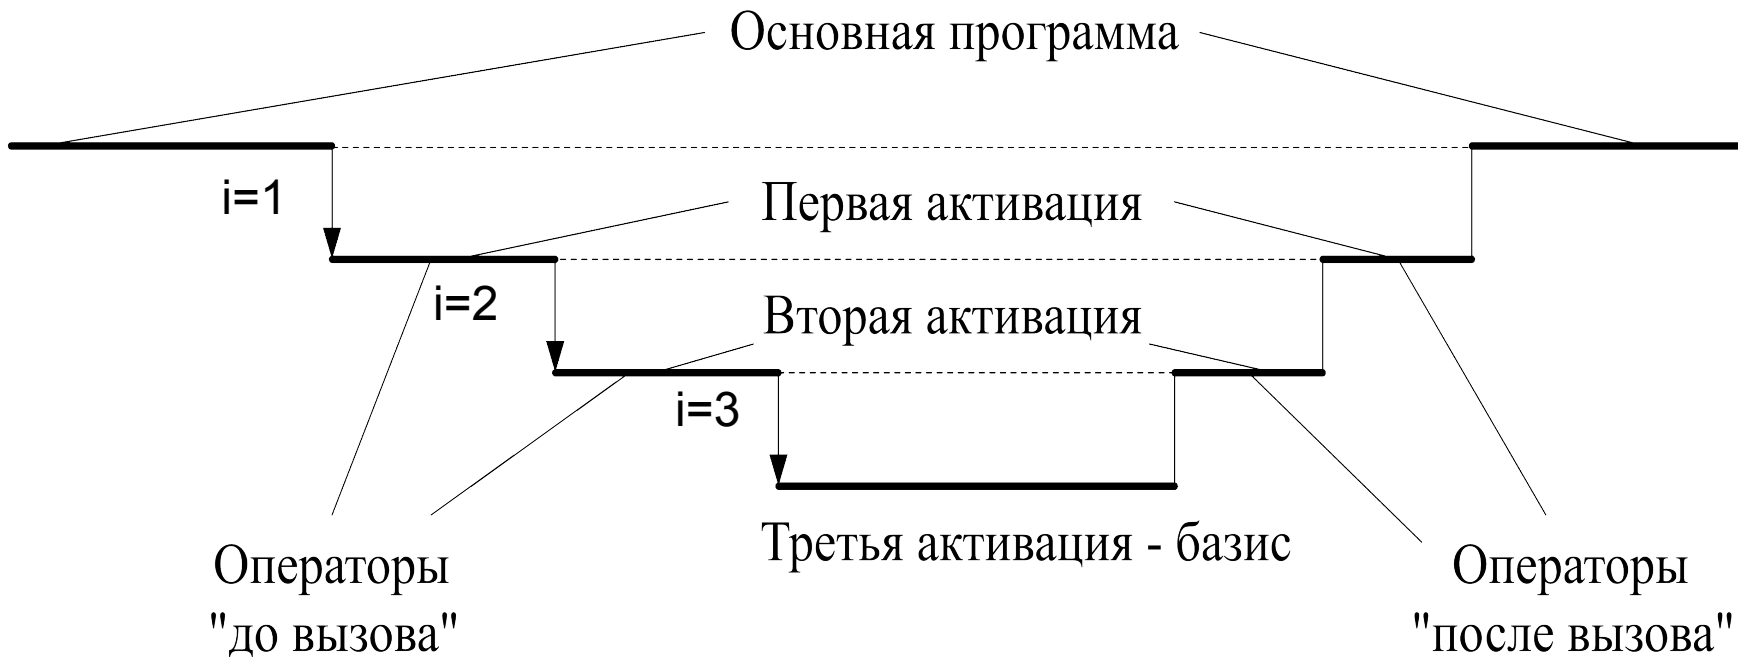 Основная программа
i=1
Первая активация
i=2
Вторая активация
i=3
Третья активация - базис
Операторы
"до вызова"
Операторы
"после вызова"